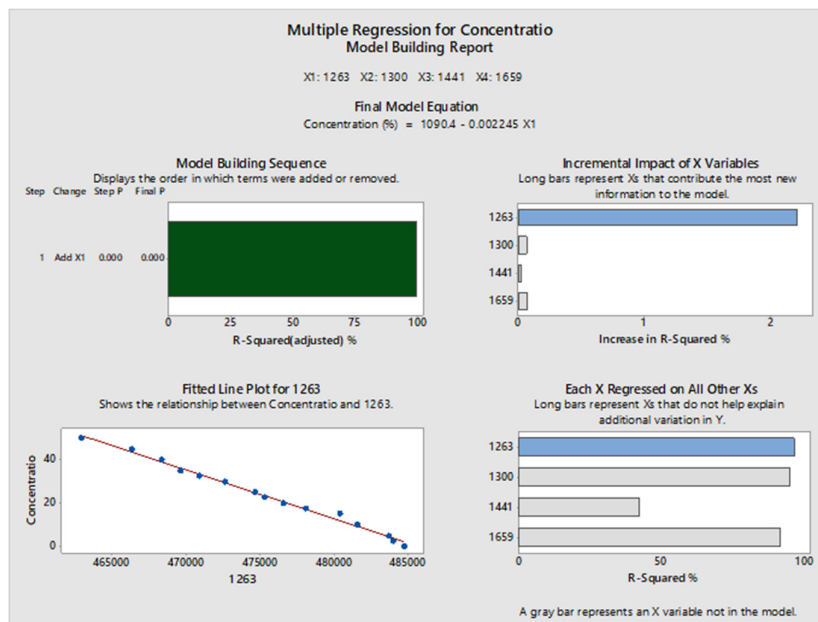 Multiple Regression for Concentratio
Model Building Report
X1: 1263   X2: 1300   X3: 1441   X4: 1659
Final Model Equation
Concentration (%)  =  1090.4 - 0.002245 X1
Model Building Sequence
Displays the order in which terms were added or removed.
Step   Change   Step P   Final P
1   Add X1   0.000   0.000
0   25   50   75   100
R-Squared(adjusted) %
Incremental Impact of X Variables
Long bars represent Xs that contribute the most new
information to the model.
1263
1300
1441
1659
0   1   2
Increase in R-Squared %
Fitted Line Plot for 1263
Shows the relationship between Concentratio and 1263.
Concentratio
40
20
0
465000   470000   475000   480000   485000
1263
Each X Regressed on All Other Xs
Long bars represent Xs that do not help explain
additional variation in Y.
1263
1300
1441
1659
0   50   100
R-Squared %
A gray bar represents an X variable not in the model.